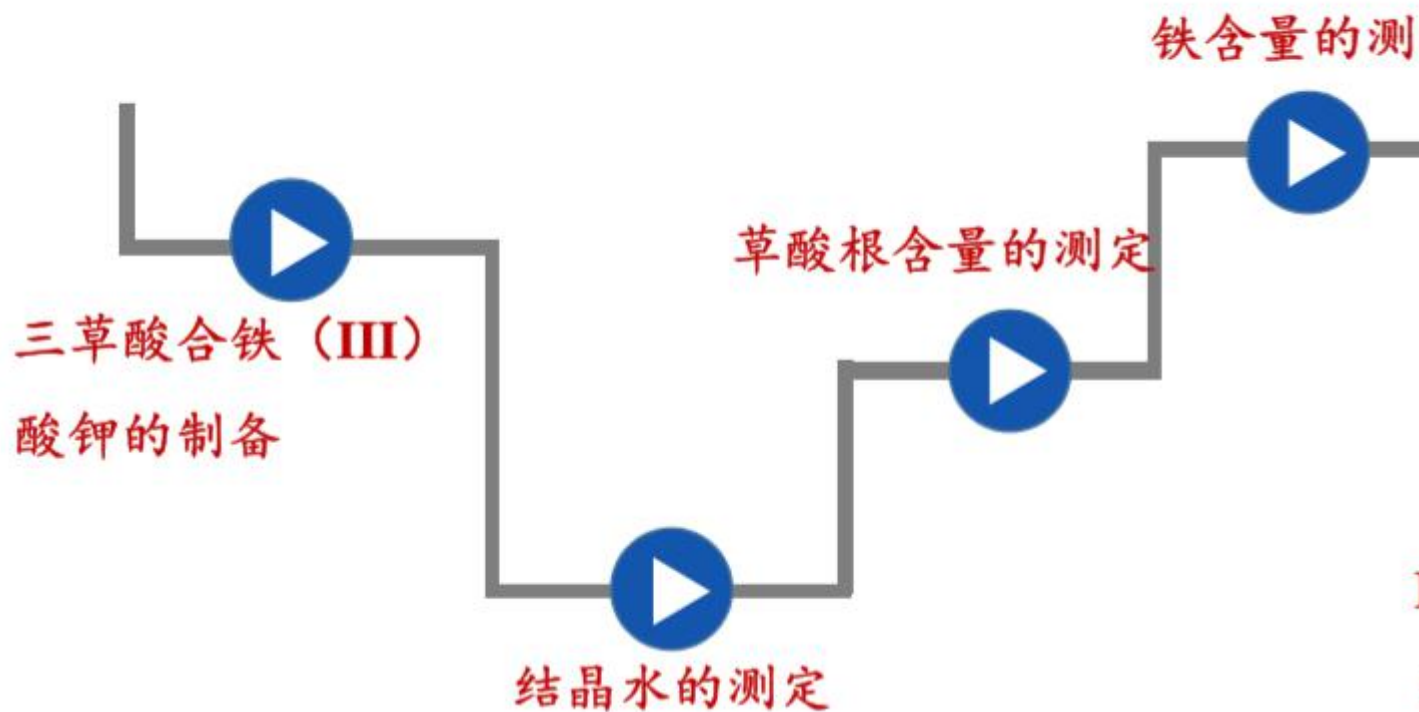 三草酸合铁（III）
酸钾的制备
结晶水的测定
草酸根含量的测定
铁含量的测